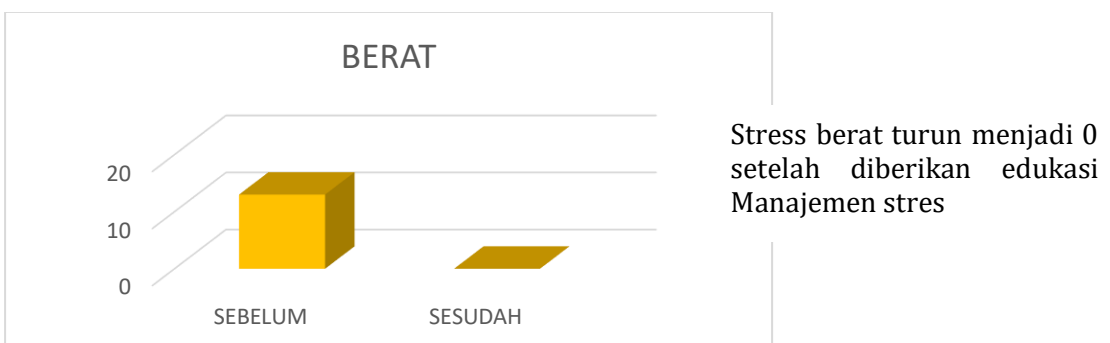 BERAT
20
10
0
SEBELUM SESUDAH
Stress berat turun menjadi 0
setelah diberikan edukasi
Manajemen stres